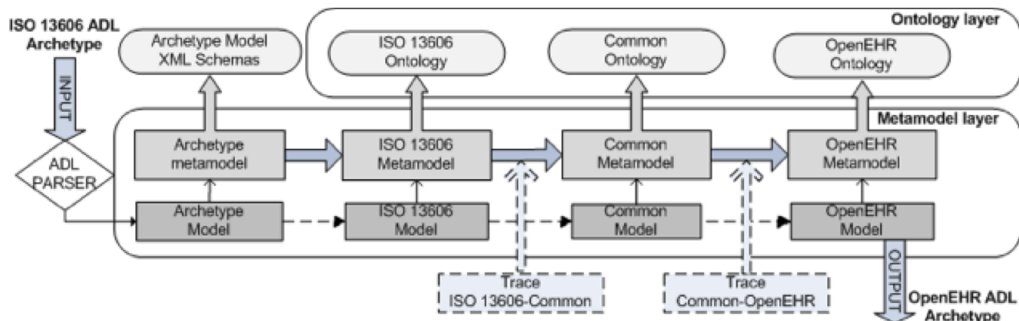 ISO 13606 ADL
Archetype
INPUT
ADL
PARSER
Ontology layer
Archetype Model
XML Schemas
ISO 13606
Ontology
Common
Ontology
OpenEHR
Ontology
Metamodel layer
Archetype
metamodel
ISO 13606
Metamodel
Common
Metamodel
OpenEHR
Metamodel
Archetype
Model
ISO 13606
Model
Common
Model
OpenEHR
Model
Trace
ISO 13606-Common
Trace
Common-OpenEHR
OUTPUT
OpenEHR ADL
Archetype